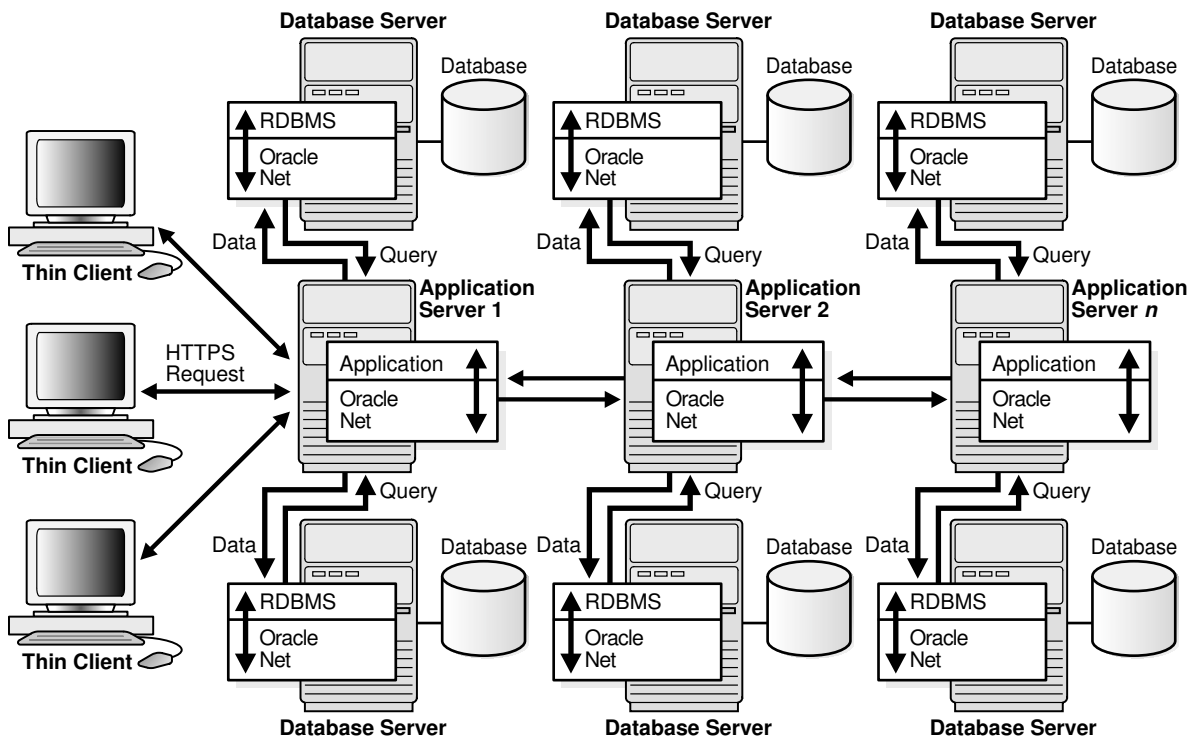 Database Server
Database Server
Database Server
Database
Database
Database
RDBMS
Oracle
Net
RDBMS
Oracle
Net
RDBMS
Oracle
Net
Data
Query
Data
Query
Data
Query
Thin Client
Application
Server 1
Application
Server 2
Application
Server n
HTTPS
Request
Application
Oracle
Net
Application
Oracle
Net
Application
Oracle
Net
Thin Client
Query
Query
Query
Data
Database
Data
Database
Data
Database
RDBMS
Oracle
Net
RDBMS
Oracle
Net
RDBMS
Oracle
Net
Thin Client
Database Server
Database Server
Database Server